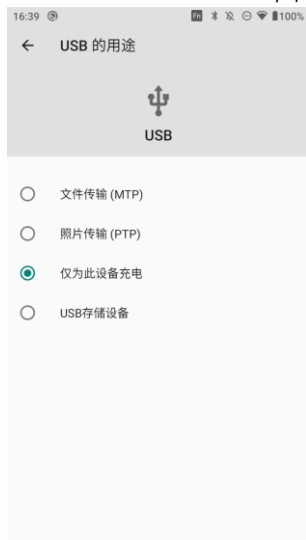 16:39 100%
USB 的用途
USB
文件传输 (MTP)
照片传输 (PTP)
仅为此设备充电
USB存储设备